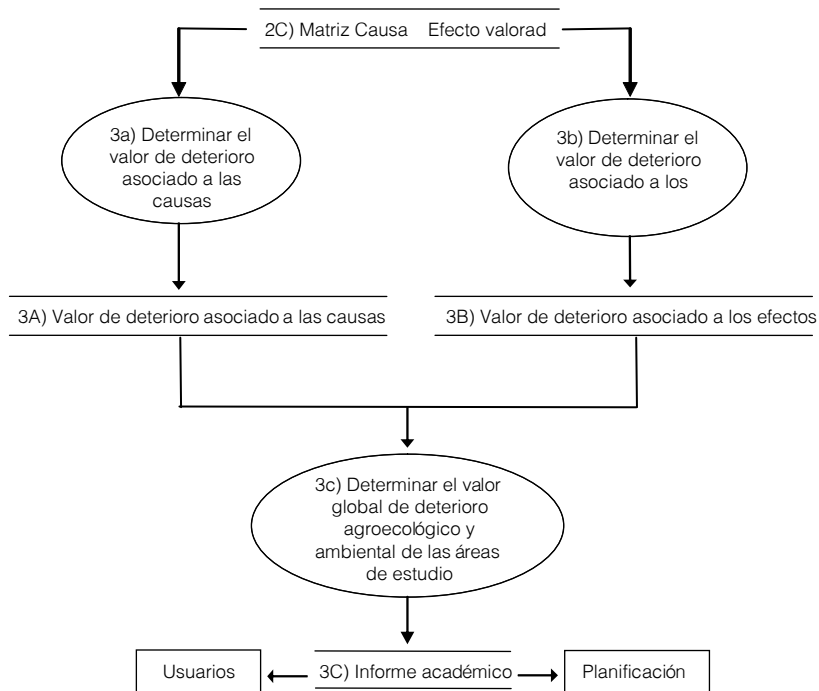 2C) Matriz Causa Efecto valorad
3a) Determinar el
valor de deterioro
asociado a las
causas
3b) Determinar el
valor de deterioro
asociado a los
3A) Valor de deterioro asociado a las causas
3B) Valor de deterioro asociado a los efectos
3c) Determinar el valor
global de deterioro
agroecológico y
ambiental de las áreas
de estudio
Usuarios
3C) Informe académico
Planificación